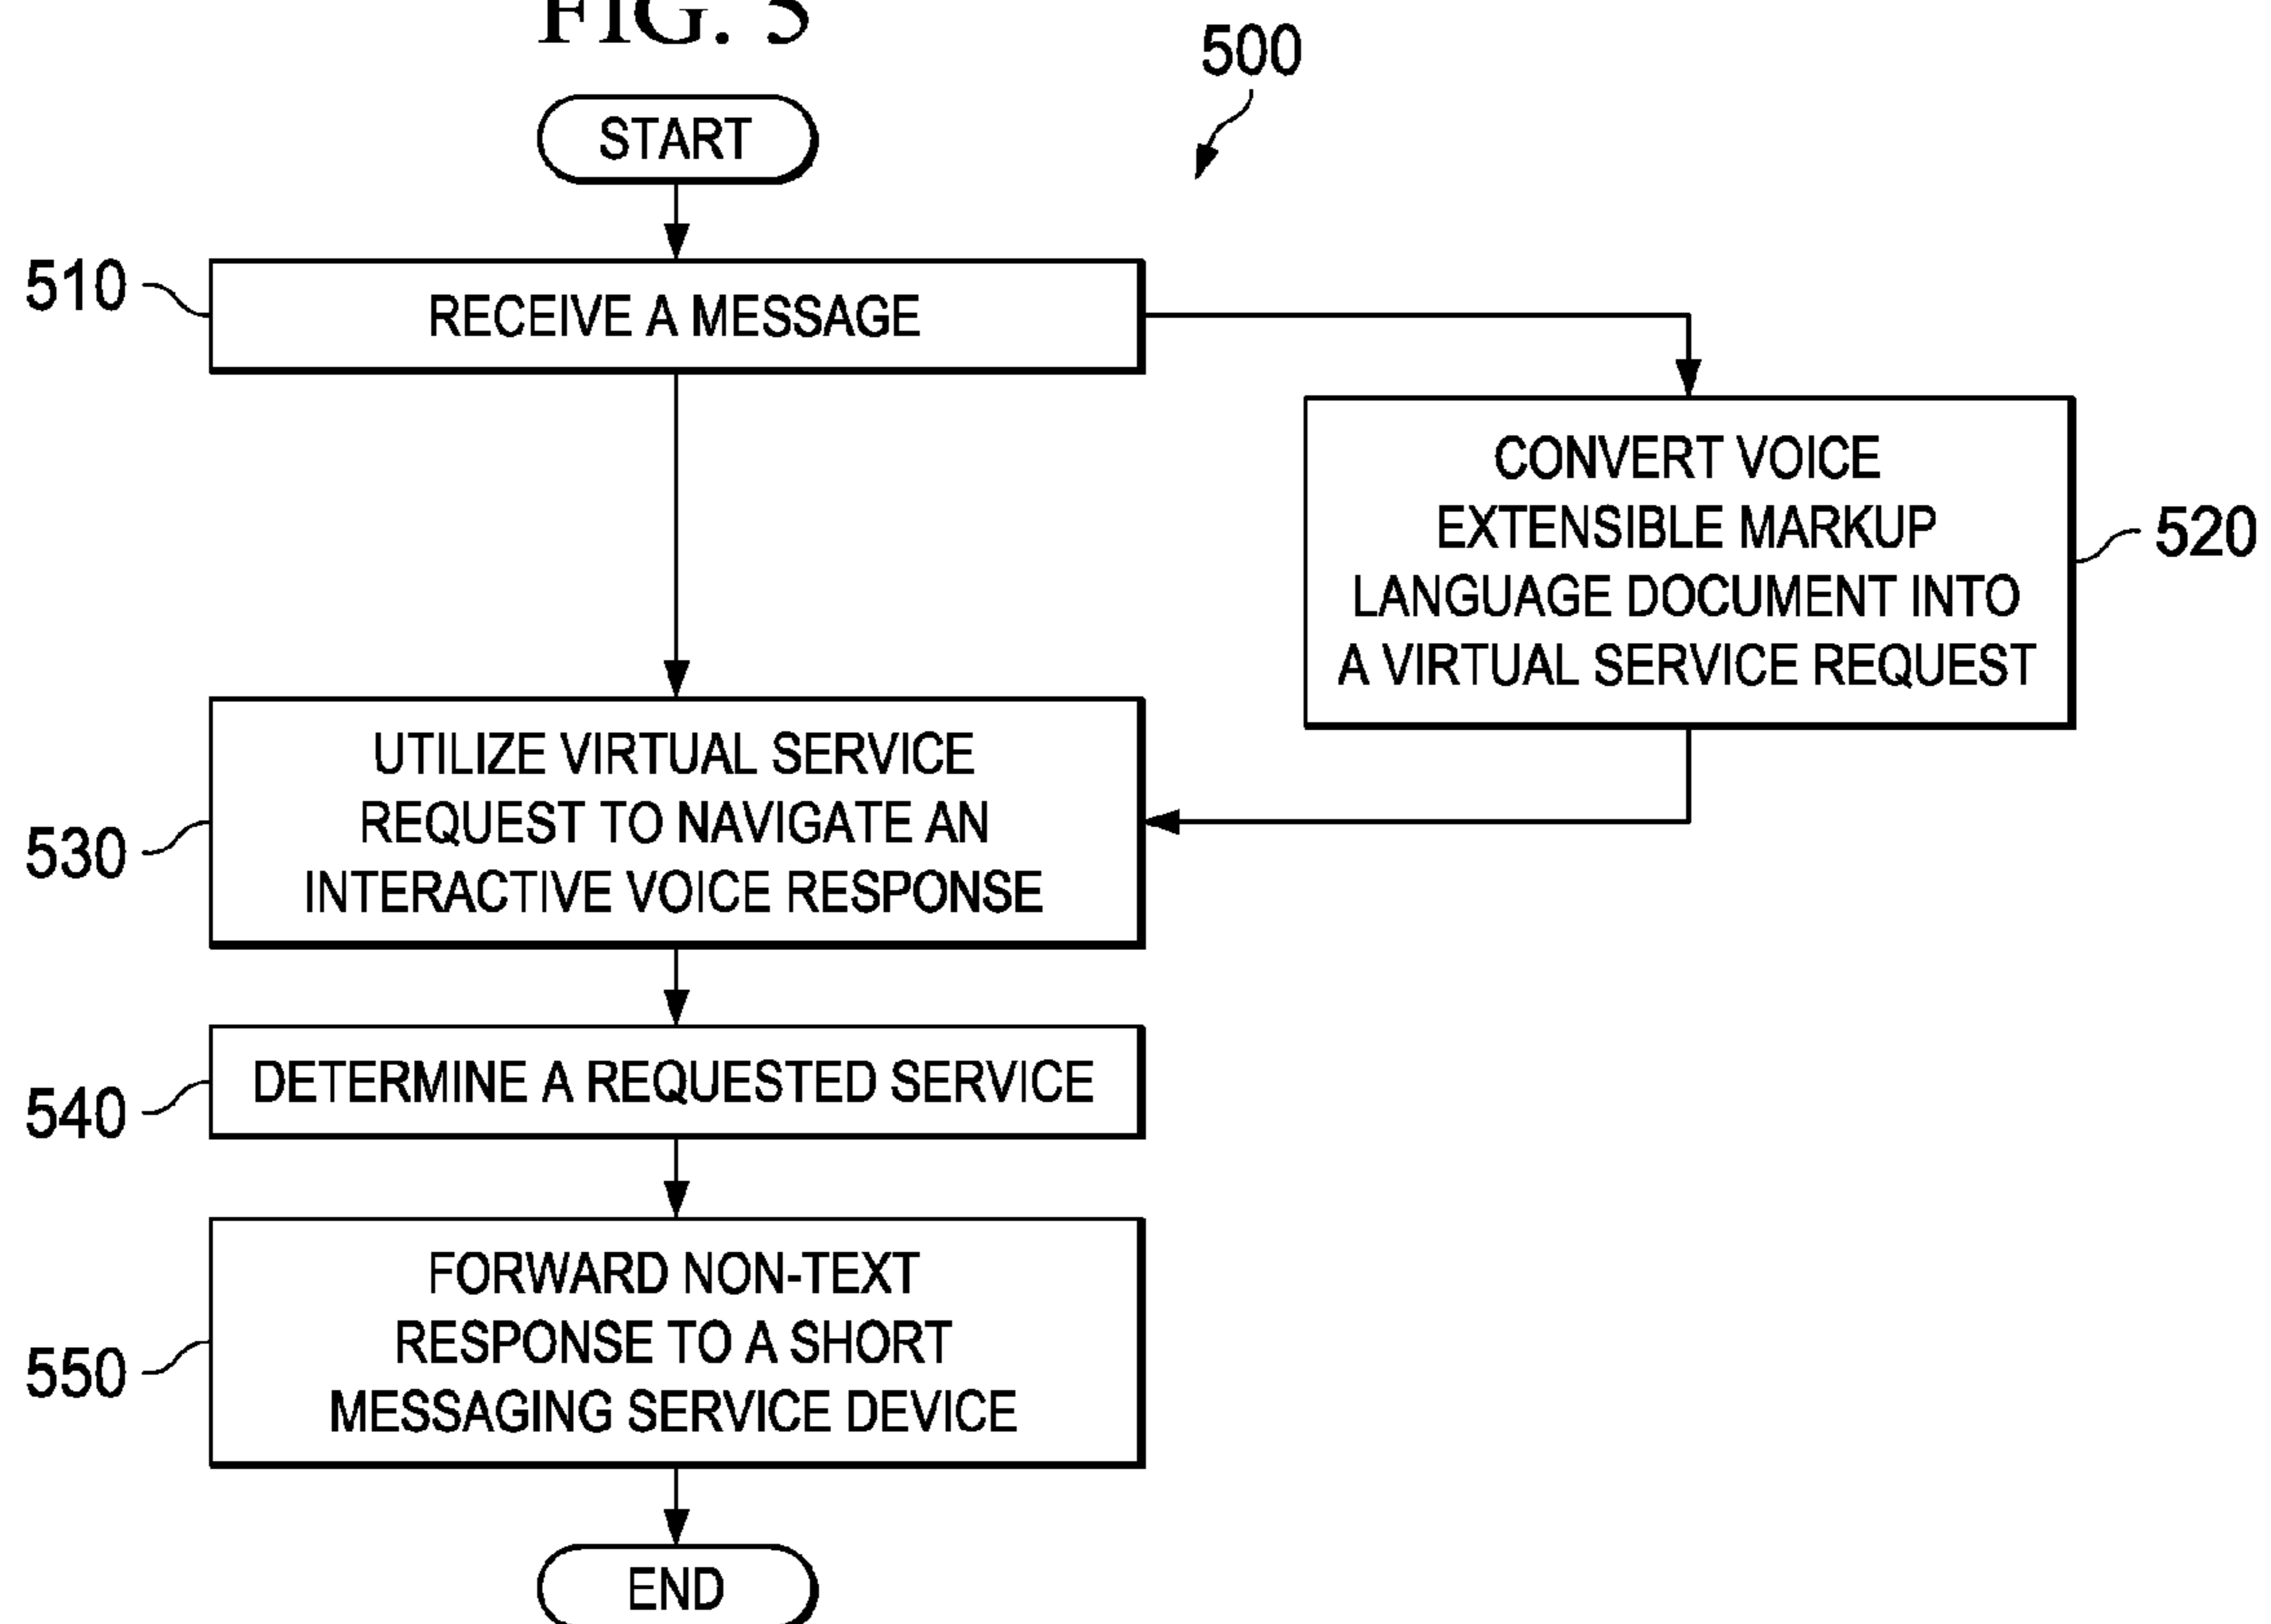 FIG. 5
500
START
510
RECEIVE A MESSAGE
CONVERT VOICE
EXTENSIBLE MARKUP
LANGUAGE DOCUMENT INTO
A VIRTUAL SERVICE REQUEST
520
UTILIZE VIRTUAL SERVICE
REQUEST TO NAVIGATE AN
INTERACTIVE VOICE RESPONSE
530
DETERMINE A REQUESTED SERVICE
540
FORWARD NON-TEXT
RESPONSE TO A SHORT
MESSAGING SERVICE DEVICE
550
END